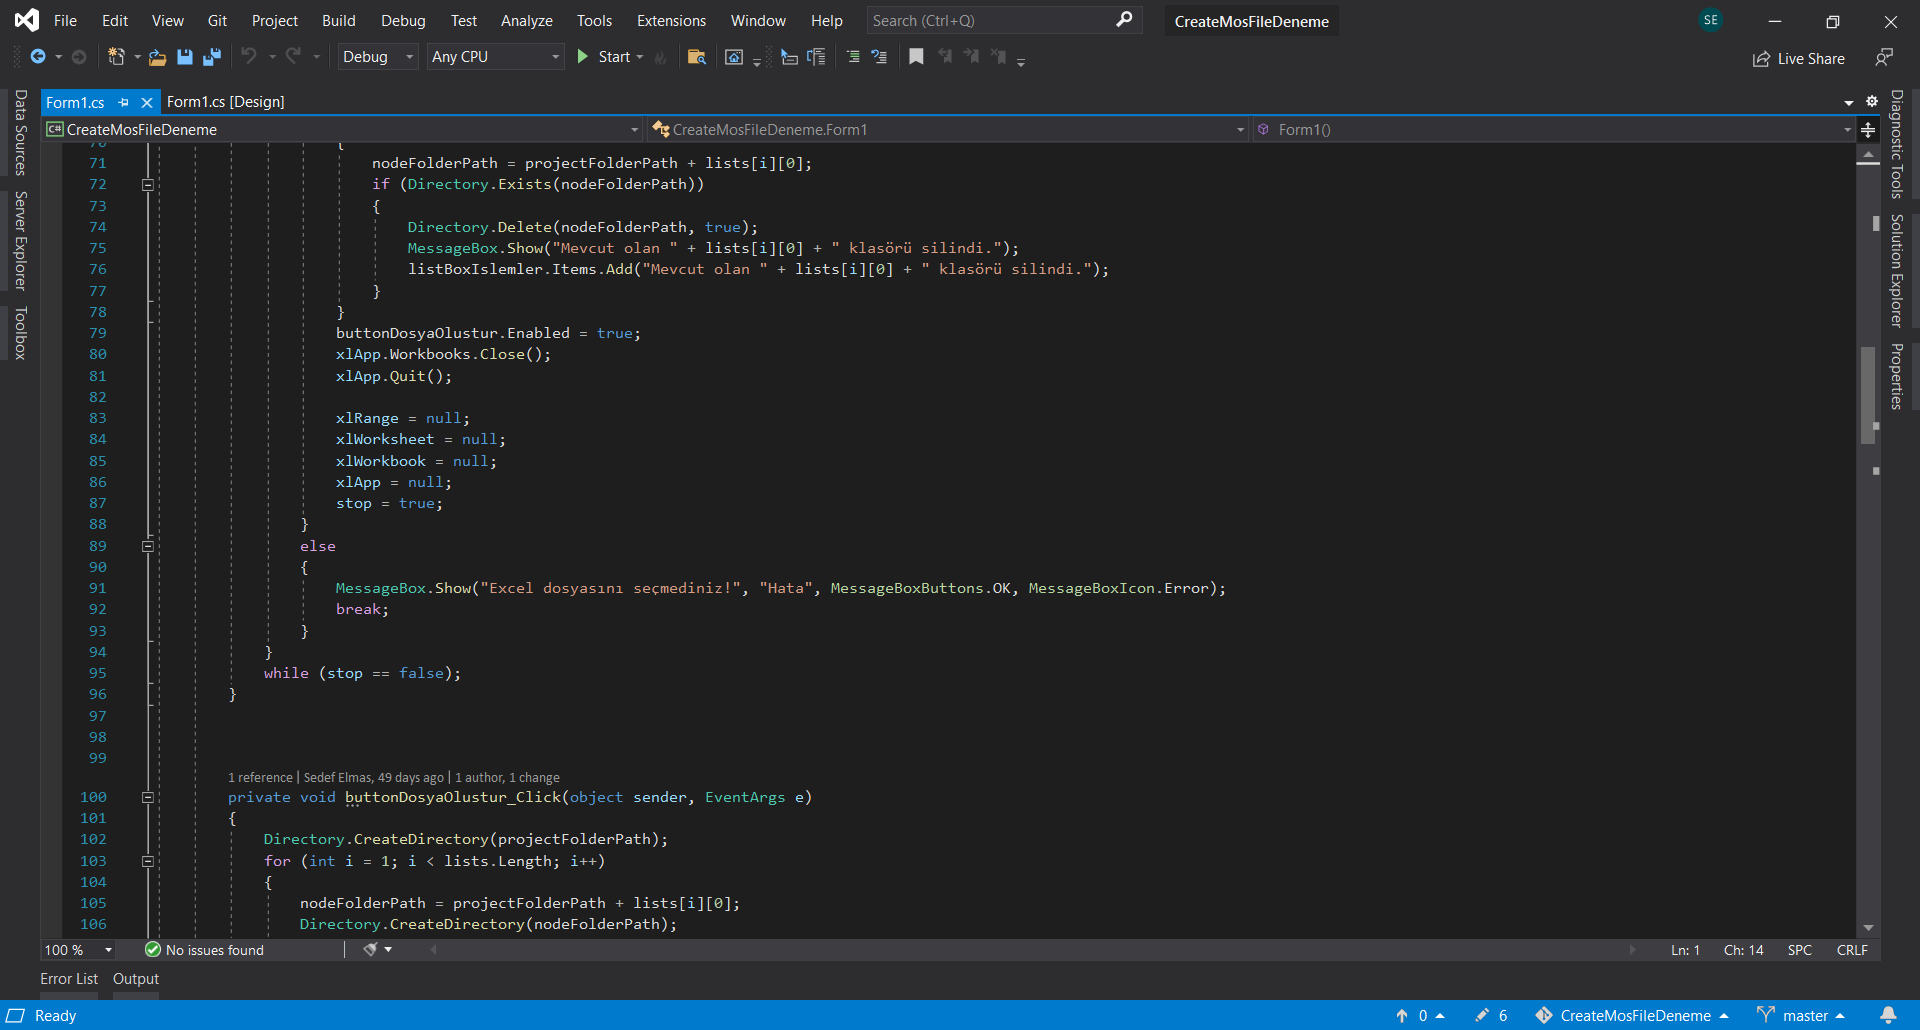 File Edit View Git Project Build Debug Test Analyze Tools Extensions Window Help Search (Ctrl+Q) CreateMosFileDeneme SE
Debug Any CPU Start Live Share
Data Sources
Server Explorer
Toolbox
Form1.cs Form1.cs [Design]
C# CreateMosFileDeneme CreateMosFileDeneme.Form1 Form1()
70 {
71 nodeFolderPath = projectFolderPath + lists[i][0];
72 if (Directory.Exists(nodeFolderPath))
73 {
74 Directory.Delete(nodeFolderPath, true);
75 MessageBox.Show("Mevcut olan " + lists[i][0] + " klasörü silindi.");
76 listBoxIslemler.Items.Add("Mevcut olan " + lists[i][0] + " klasörü silindi.");
77 }
78 }
79 buttonDosyaOlustur.Enabled = true;
80 xlApp.Workbooks.Close();
81 xlApp.Quit();
82
83 xlRange = null;
84 xlWorksheet = null;
85 xlWorkbook = null;
86 xlApp = null;
87 stop = true;
88 }
89 else
90 {
91 MessageBox.Show("Excel dosyasını seçmediniz!", "Hata", MessageBoxButtons.OK, MessageBoxIcon.Error);
92 break;
93 }
94 }
95 while (stop == false);
96 }
97
98
99
1 reference | Sedef Elmas, 49 days ago | 1 author, 1 change
100 private void buttonDosyaOlustur_Click(object sender, EventArgs e)
101 {
102 Directory.CreateDirectory(projectFolderPath);
103 for (int i = 1; i < lists.Length; i++)
104 {
105 nodeFolderPath = projectFolderPath + lists[i][0];
106 Directory.CreateDirectory(nodeFolderPath);
Diagnostic Tools
Solution Explorer
Properties
100 % No issues found Ln: 1 Ch: 14 SPC CRLF
Error List Output
Ready 0 6 CreateMosFileDeneme master